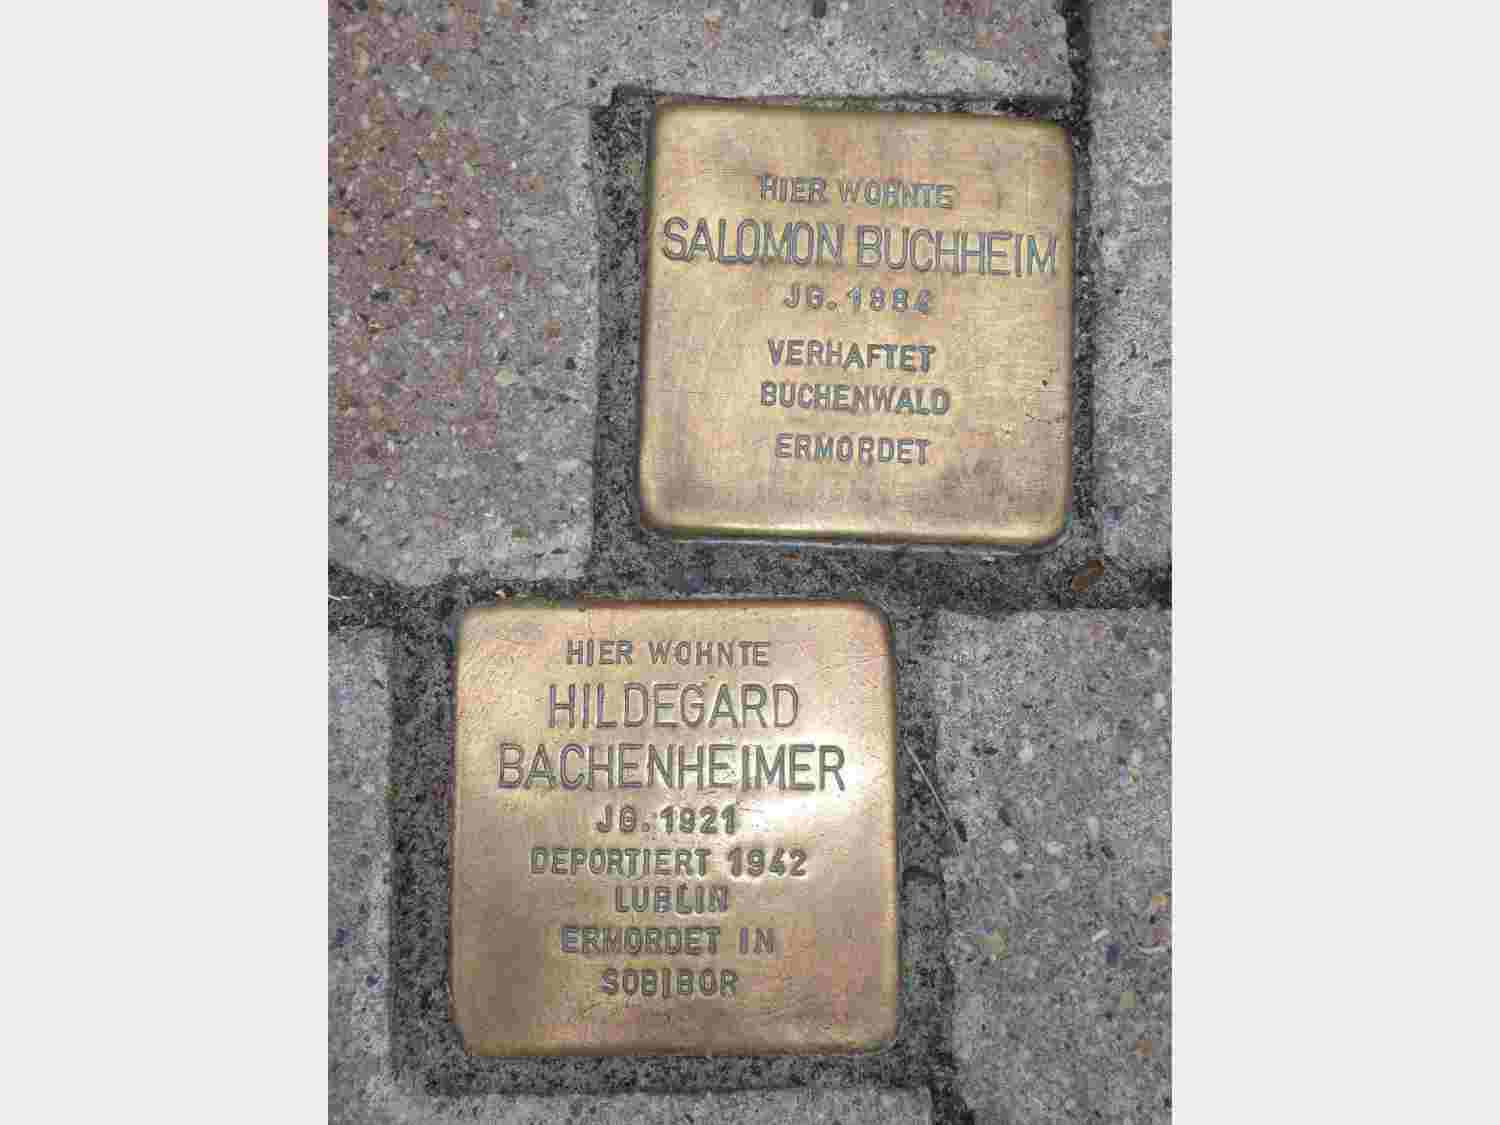 HIER WOHNTE
SALOMON BUCHHEIM
JG. 1884
VERHAFTET
BUCHENWALD
ERMORDET
HIER WOHNTE
HILDEGARD
BACHENHEIMER
JG. 1921
DEPORTIERT 1942
LUBLIN
ERMORDET IN
SOBIBOR